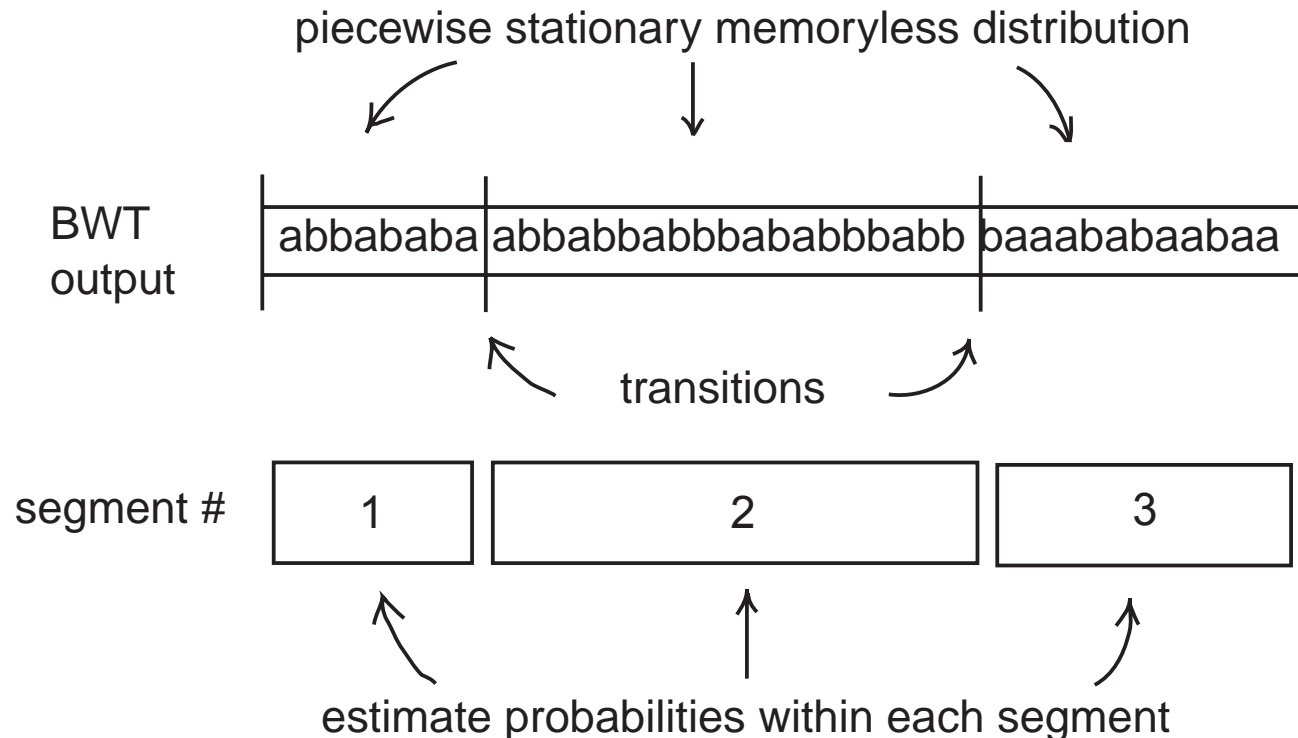 piecewise stationary memoryless distribution
BWT
output
abbababa abbabbabbbababbbabb baaababaabaa
transitions
segment # 1 2 3
estimate probabilities within each segment